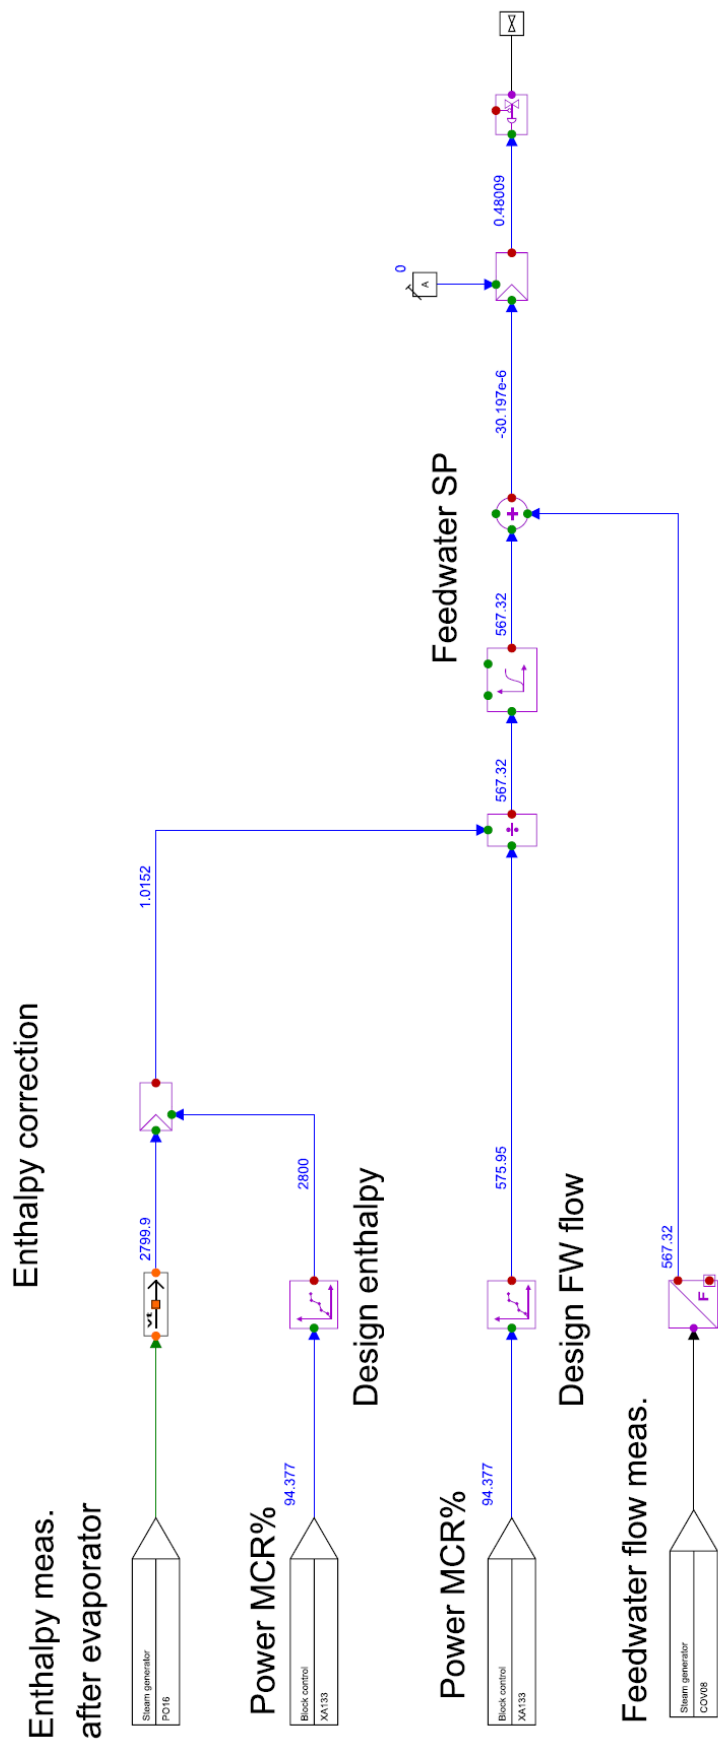 Enthalpy meas.
after evaporator
Steam generator
PO16
2799.9
Enthalpy correction
1.0152
Power MCR%
Block control
XA133
94.377
Design enthalpy
2800
Power MCR%
Block control
XA133
94.377
Design FW flow
575.95
567.32
567.32
Feedwater SP
-30.197e-6
0
A
0.48009
Feedwater flow meas.
Steam generator
COV08
F
567.32